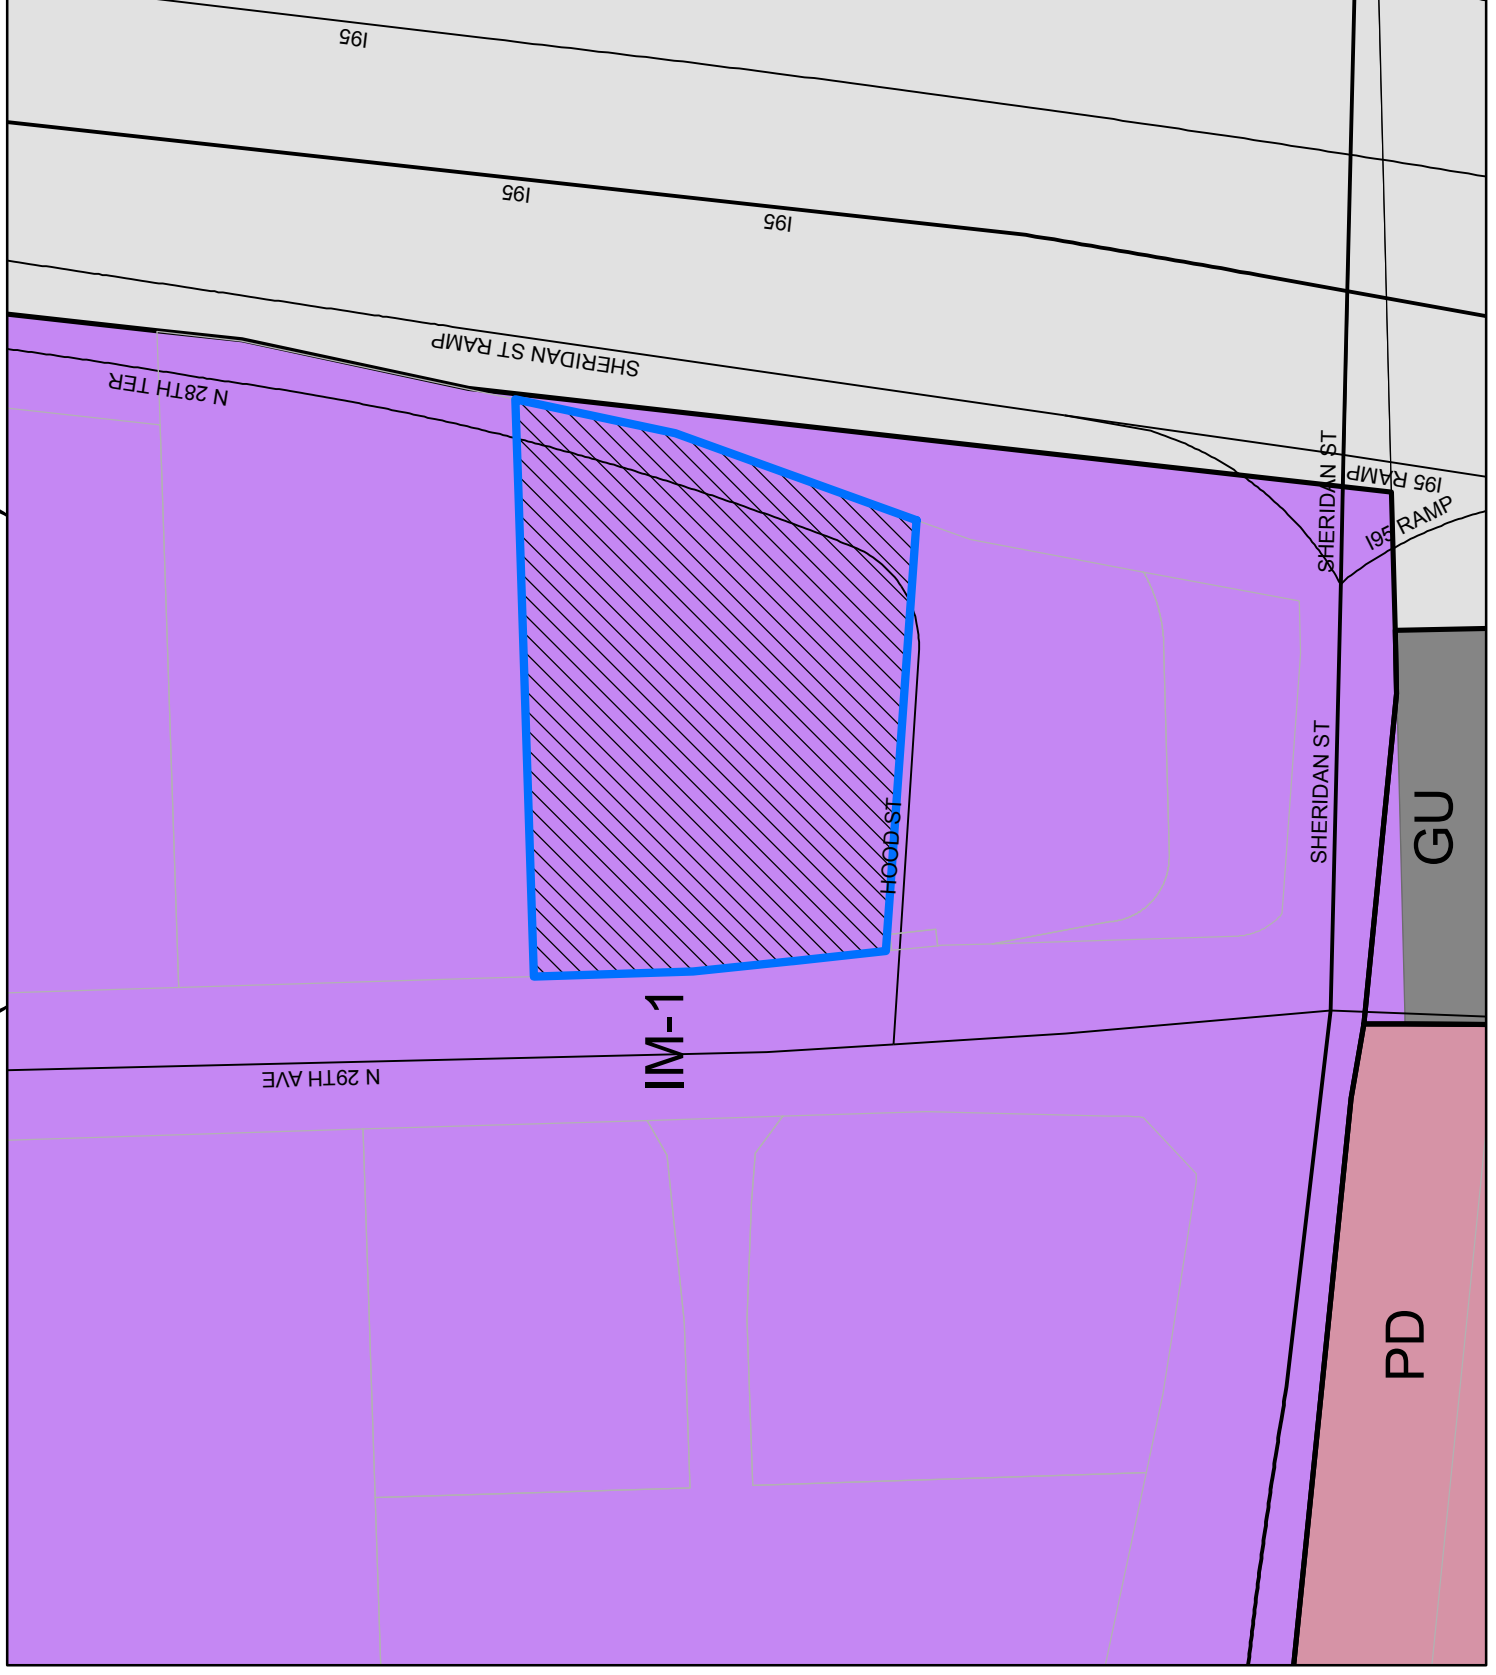 I95
I95
I95
SHERIDAN ST RAMP
N 28TH TER
SHERIDAN ST
I95 RAMP
I95 RAMP
HOOD ST
SHERIDAN ST
GU
IM-1
N 29TH AVE
PD